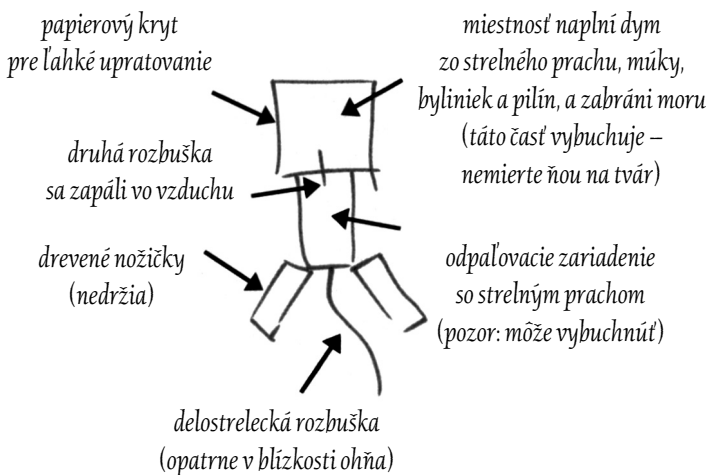 papierový kryt
pre ľahké upratovanie
miestnosť naplní dym
zo strelného prachu, múky,
byliniek a pilín, a zabráni moru
(táto časť vybuchuje –
nemierte ňou na tvár)
druhá rozbuška
sa zapáli vo vzduchu
drevené nožičky
(nedržia)
odpaľovacie zariadenie
so strelným prachom
(pozor: môže vybuchnúť)
delostrelecká rozbuška
(opatrne v blízkosti ohňa)